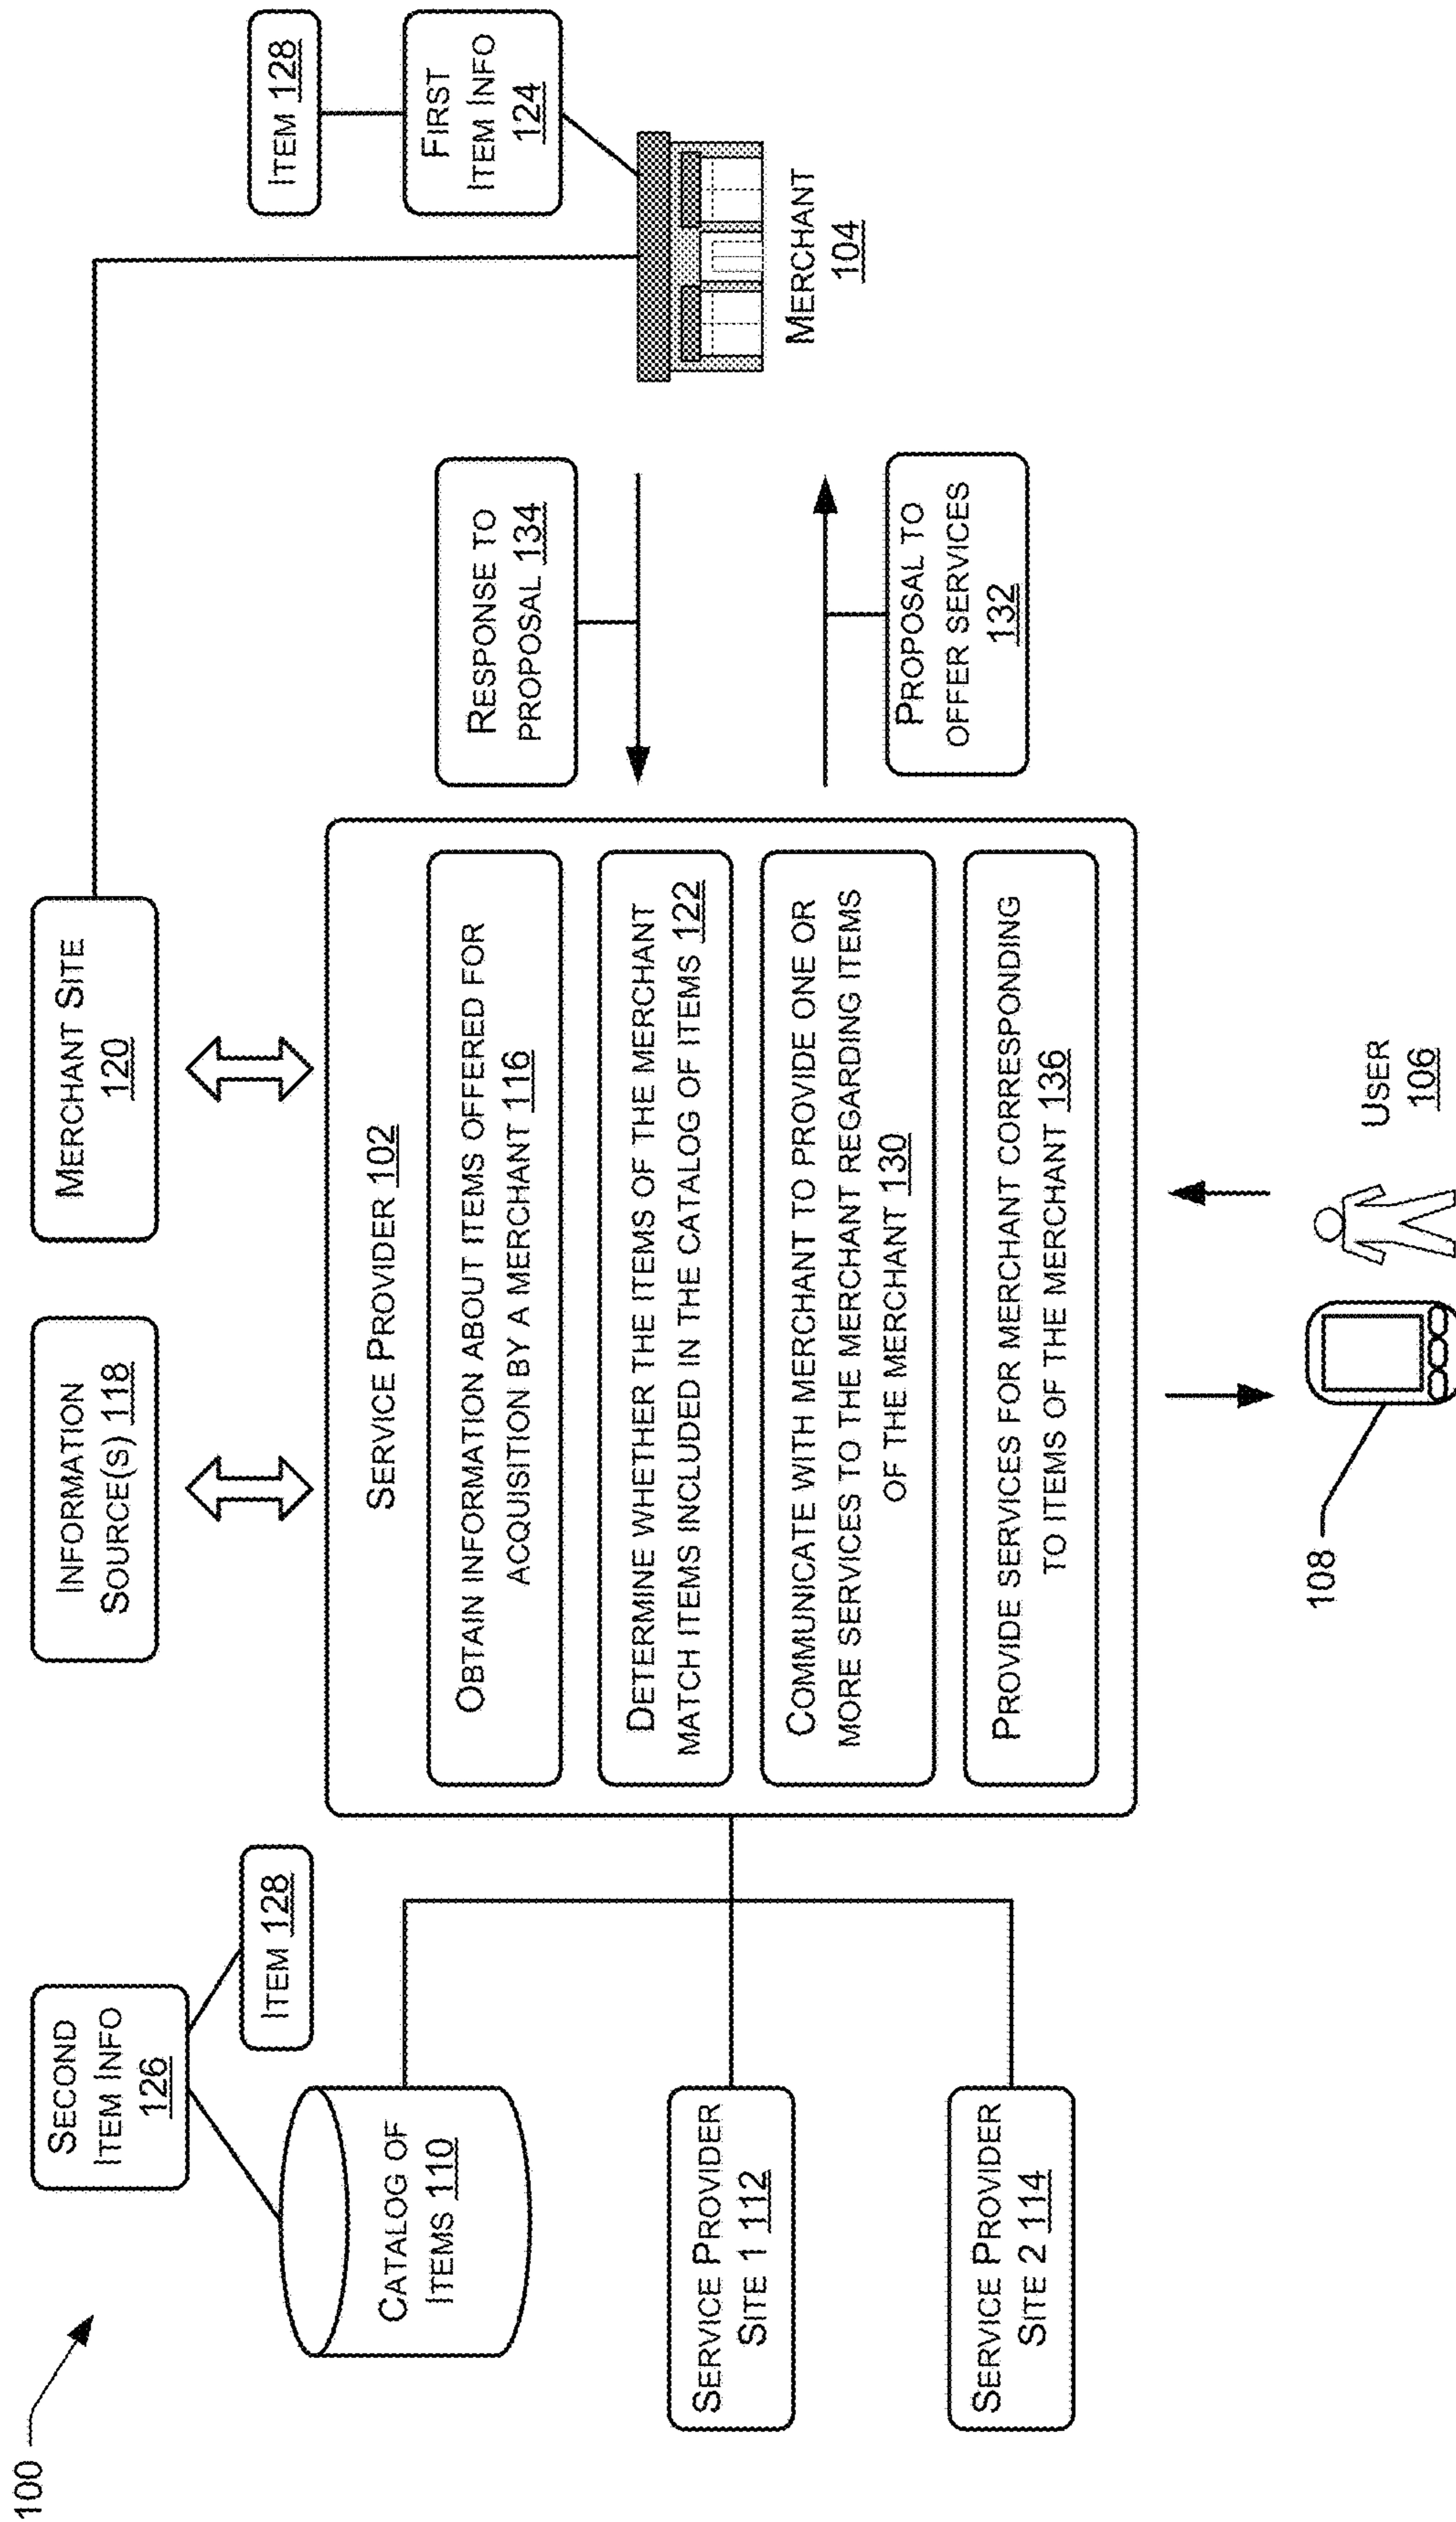 100
SECOND
ITEM INFO
126
ITEM 128
CATALOG OF
ITEMS 110
SERVICE PROVIDER
SITE 1 112
SERVICE PROVIDER
SITE 2 114
INFORMATION
SOURCE(S) 118
MERCHANT SITE
120
SERVICE PROVIDER 102
OBTAIN INFORMATION ABOUT ITEMS OFFERED FOR
ACQUISITION BY A MERCHANT 116
DETERMINE WHETHER THE ITEMS OF THE MERCHANT
MATCH ITEMS INCLUDED IN THE CATALOG OF ITEMS 122
COMMUNICATE WITH MERCHANT TO PROVIDE ONE OR
MORE SERVICES TO THE MERCHANT REGARDING ITEMS
OF THE MERCHANT 130
PROVIDE SERVICES FOR MERCHANT CORRESPONDING
TO ITEMS OF THE MERCHANT 136
108
USER
106
RESPONSE TO
PROPOSAL 134
PROPOSAL TO
OFFER SERVICES
132
ITEM 128
FIRST
ITEM INFO
124
MERCHANT
104